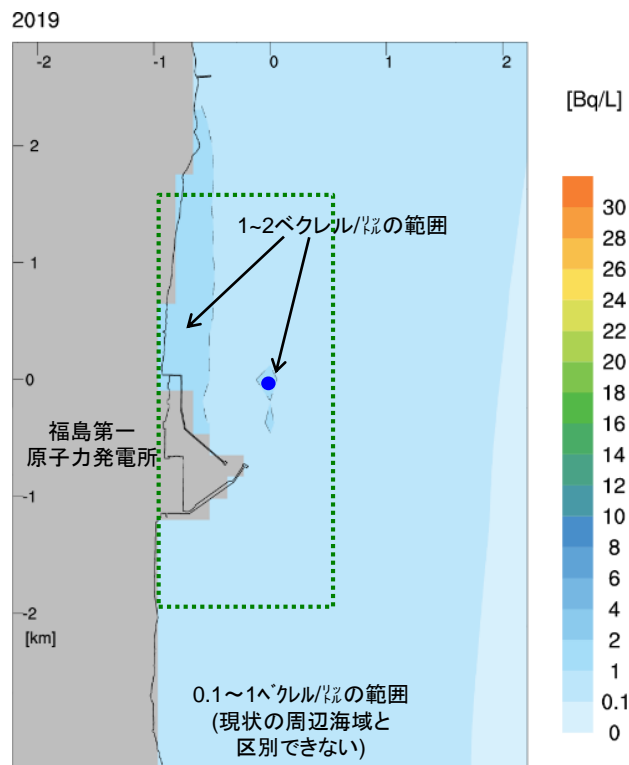 2019
-2 -1 0 1 2
[Bq/L]
2
1
0
-1
-2
[km]
1~2ベクレル/㍑の範囲
福島第一
原子力発電所
0.1～1ﾍﾞｸﾚﾙ/㍑の範囲
(現状の周辺海域と
区別できない)
30
28
26
24
22
20
18
16
14
12
10
8
6
4
2
1
0.1
0